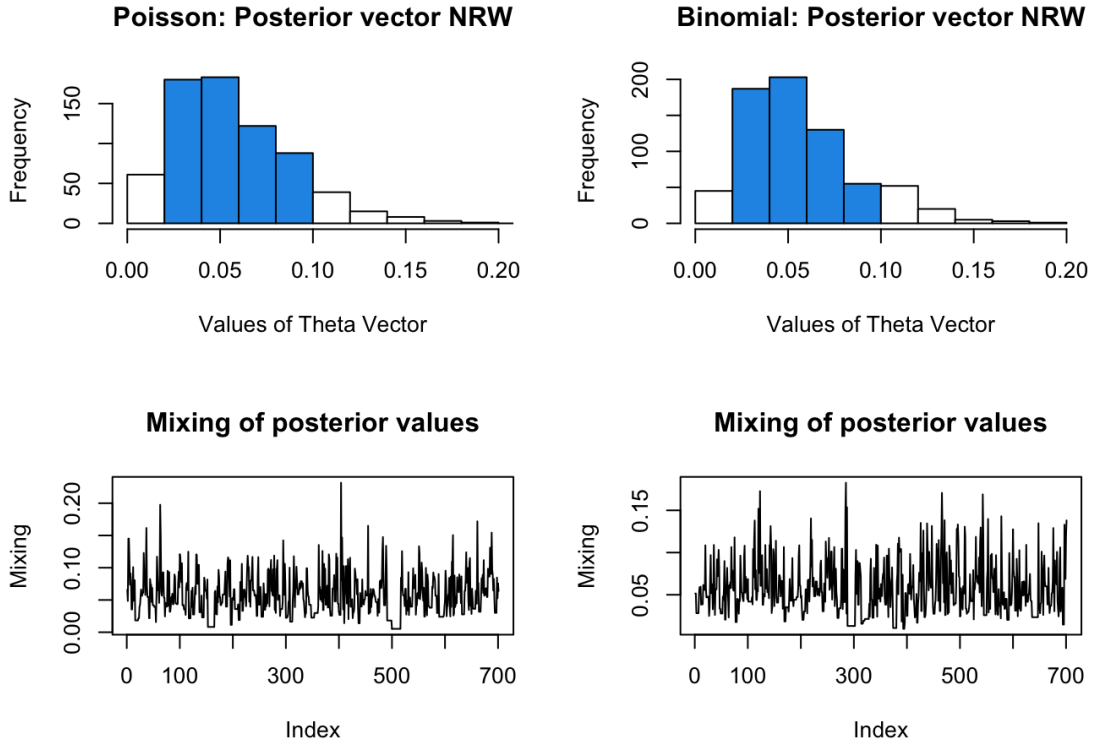 Poisson: Posterior vector NRW
Frequency
150
50
0
0.00 0.05 0.10 0.15 0.20
Values of Theta Vector
Binomial: Posterior vector NRW
Frequency
200
100
0
0.00 0.05 0.10 0.15 0.20
Values of Theta Vector
Mixing of posterior values
Mixing
0.20
0.10
0.00
0 100 300 500 700
Index
Mixing of posterior values
Mixing
0.15
0.05
0 100 300 500 700
Index